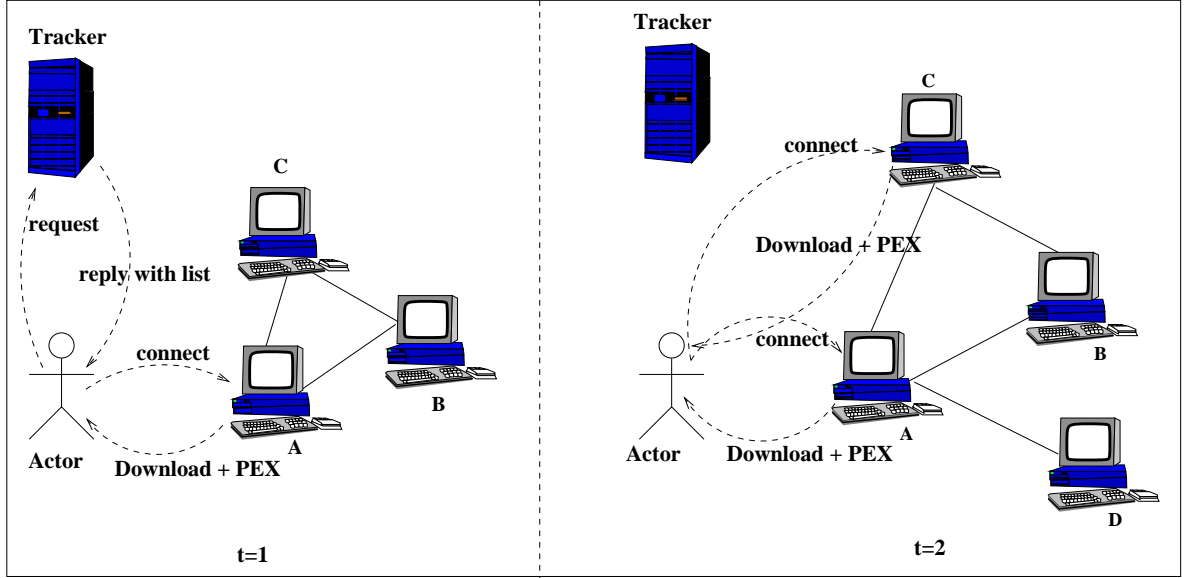 Tracker
C
request
reply with list
connect
B
A
Actor
Download + PEX
t=1
Tracker
C
connect
Download + PEX
connect
B
A
Actor
Download + PEX
D
t=2